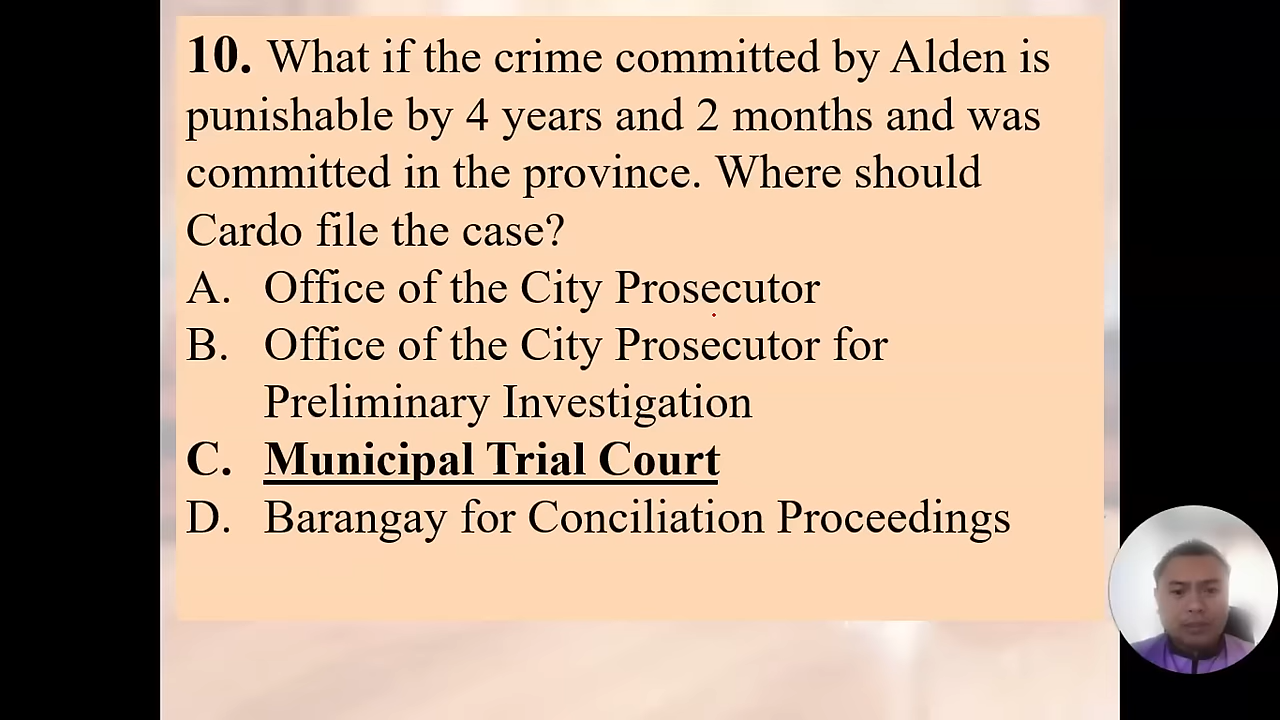 10. What if the crime committed by Alden is
punishable by 4 years and 2 months and was
committed in the province. Where should
Cardo file the case?
A. Office of the City Prosecutor
B. Office of the City Prosecutor for
Preliminary Investigation
C. Municipal Trial Court
D. Barangay for Conciliation Proceedings